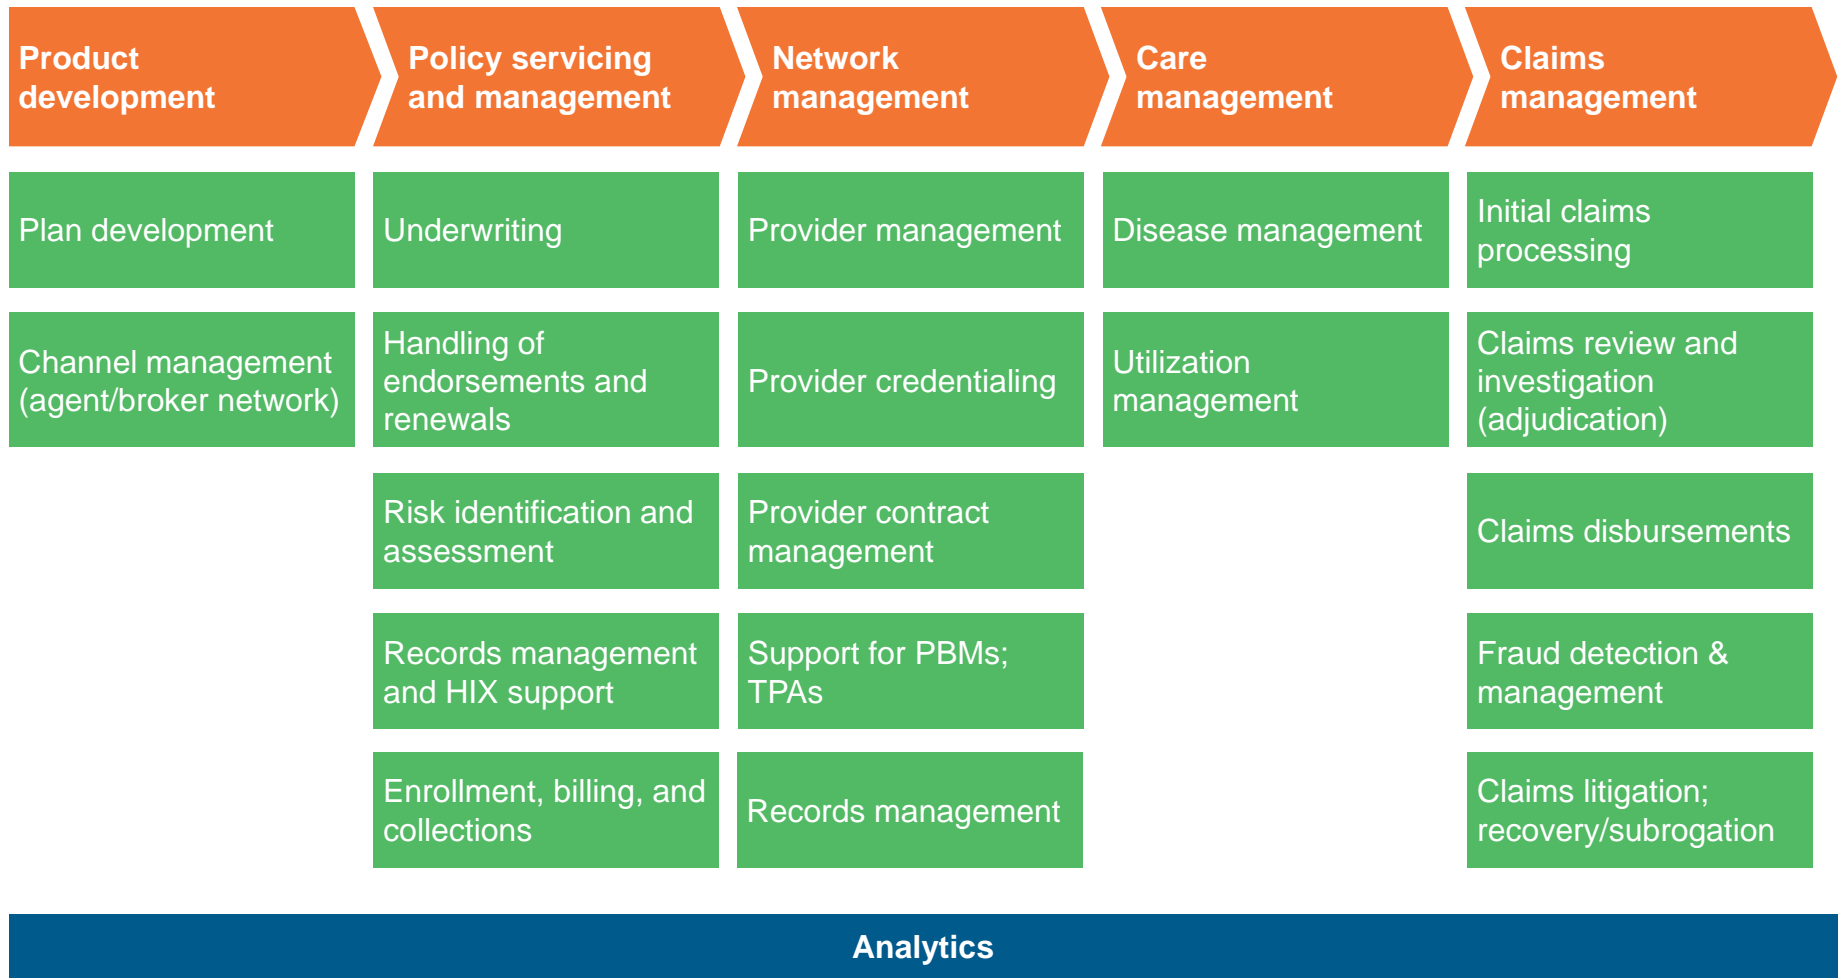 Product
development
Policy servicing
and management
Network
management
Care
management
Claims
management
Plan development
Underwriting
Provider management
Disease management
Initial claims
processing
Channel management
(agent/broker network)
Handling of
endorsements and
renewals
Provider credentialing
Utilization
management
Claims review and
investigation
(adjudication)
Risk identification and
assessment
Provider contract
management
Claims disbursements
Records management
and HIX support
Support for PBMs;
TPAs
Fraud detection &
management
Enrollment, billing, and
collections
Records management
Claims litigation;
recovery/subrogation
Analytics